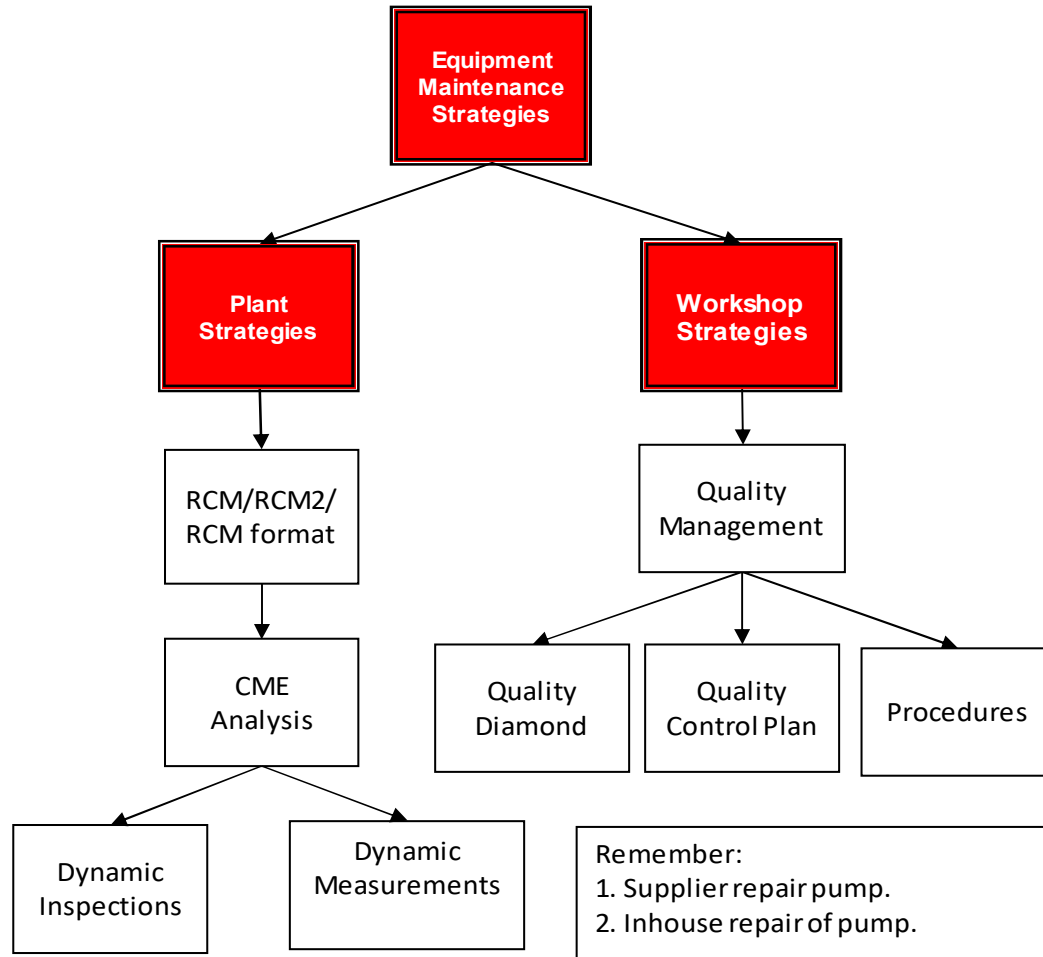 Equipment
Maintenance
Strategies
Plant
Strategies
Workshop
Strategies
RCM/RCM2/
RCM format
Quality
Management
CME
Analysis
Quality
Diamond
Quality
Control Plan
Procedures
Dynamic
Inspections
Dynamic
Measurements
Remember:
1. Supplier repair pump.
2. Inhouse repair of pump.